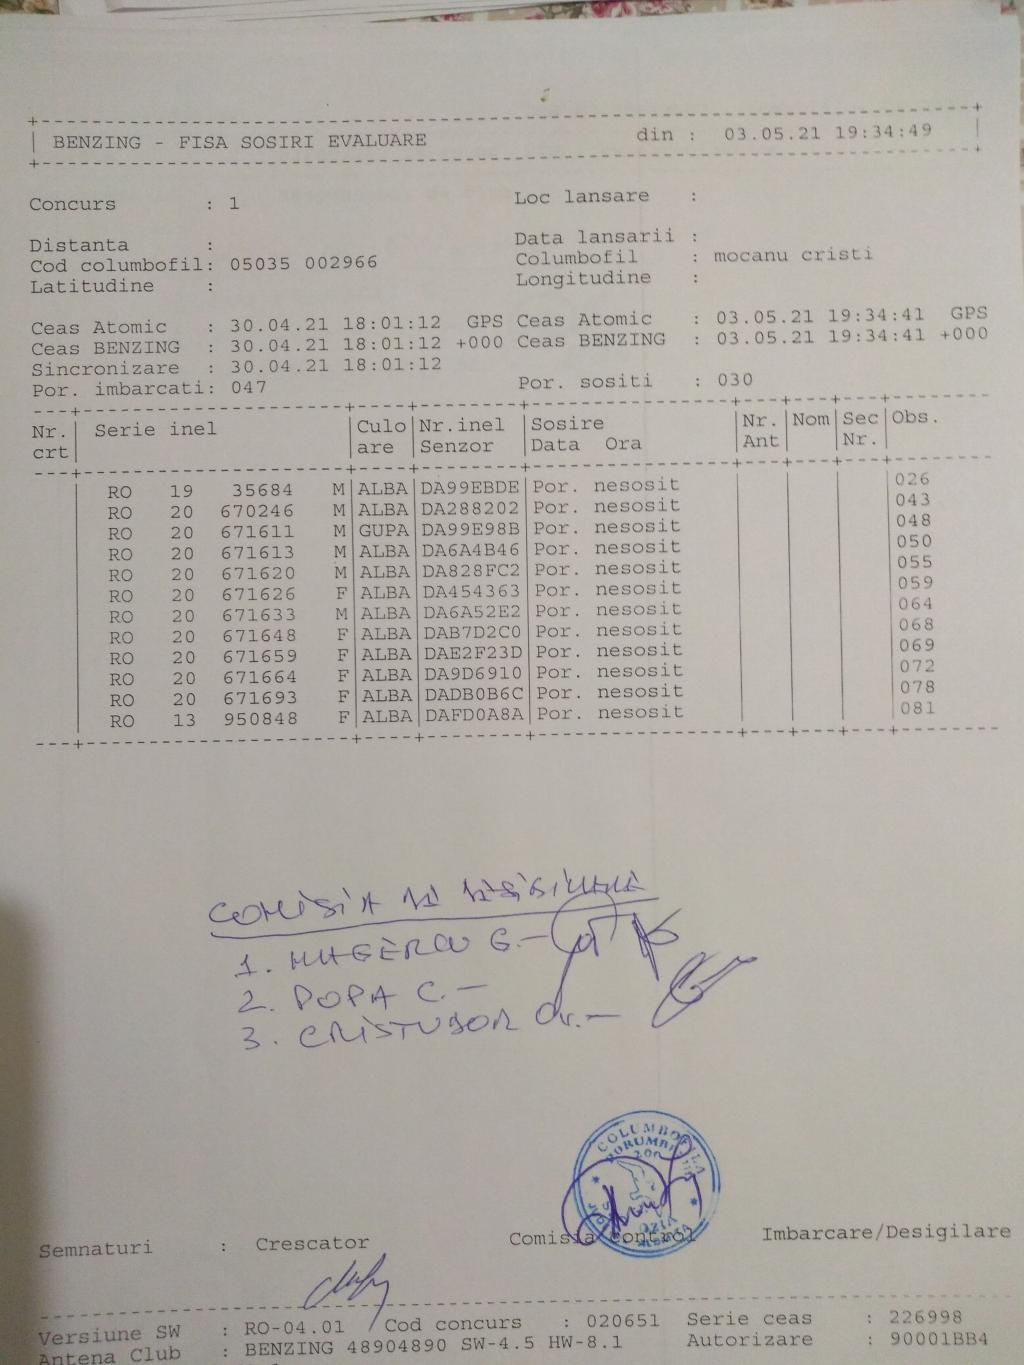 BENZING - FISA SOSIRI EVALUARE din : 03.05.21 19:34:49
Concurs : 1 Loc lansare :
Distanta : Data lansarii :
Cod columbofil: 05035 002966 Columbofil : mocanu cristi
Latitudine : Longitudine :
Ceas Atomic : 30.04.21 18:01:12 GPS Ceas Atomic : 03.05.21 19:34:41 GPS
Ceas BENZING : 30.04.21 18:01:12 +000 Ceas BENZING : 03.05.21 19:34:41 +000
Sincronizare : 30.04.21 18:01:12
Por. imbarcati: 047 Por. sositi : 030
Nr. Serie inel Culo Nr.inel Sosire Nr. Nom Sec Obs.
crt are Senzor Data Ora Ant Nr.
RO 19 35684 M ALBA DA99EBDE Por. nesosit 026
RO 20 670246 M ALBA DA288202 Por. nesosit 043
RO 20 671611 M GUPA DA99E98B Por. nesosit 048
RO 20 671613 M ALBA DA6A4B46 Por. nesosit 050
RO 20 671620 M ALBA DA828FC2 Por. nesosit 055
RO 20 671626 F ALBA DA454363 Por. nesosit 059
RO 20 671633 M ALBA DA6A52E2 Por. nesosit 064
RO 20 671648 F ALBA DAB7D2C0 Por. nesosit 068
RO 20 671659 F ALBA DAE2F23D Por. nesosit 069
RO 20 671664 F ALBA DA9D6910 Por. nesosit 072
RO 20 671693 F ALBA DADB0B6C Por. nesosit 078
RO 13 950848 F ALBA DAFD0A8A Por. nesosit 081
COMISIA
1. G.-
2. POPA C.-
3. CRISTUDOR
COLUMBOFILA
Semnaturi : Crescator Comisia Control Imbarcare/Desigilare
Versiune SW : RO-04.01 Cod concurs : 020651 Serie ceas : 226998
Antena Club : BENZING 48904890 SW-4.5 HW-8.1 Autorizare : 90001BB4